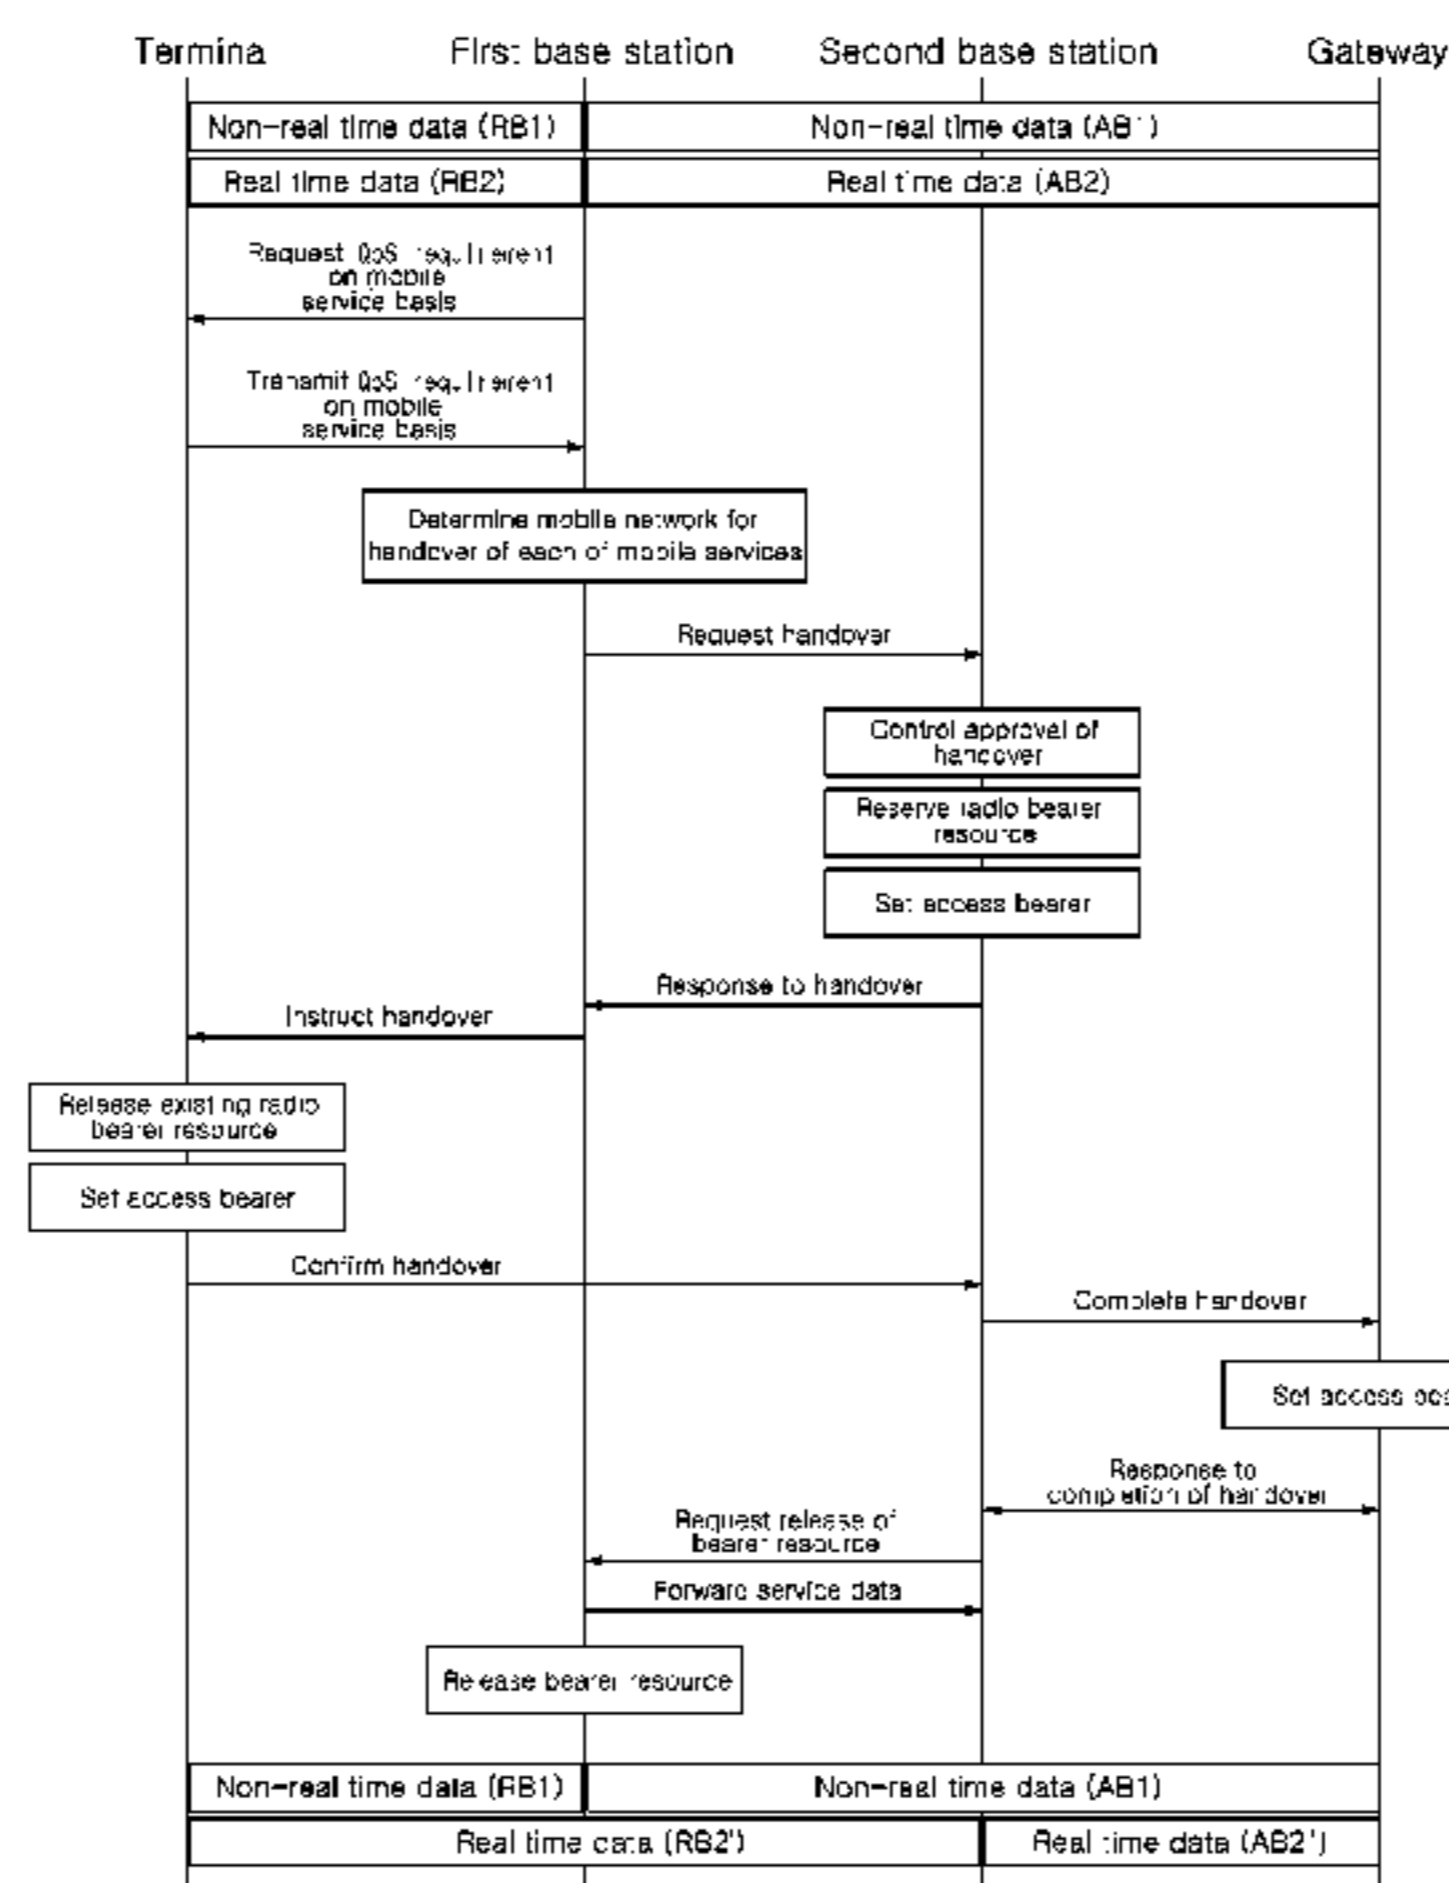 Termina
First base station
Second base station
Gateway
Non-real time data (RB1)
Non-real time data (AB1)
Real time data (RB2)
Real time data (AB2)
Request QoS requirement
on mobile
service basis
Transmit QoS requirement
on mobile
service basis
Determine mobile network for
handover of each of mobile services
Request handover
Control approval of
handover
Reserve radio bearer
resource
Set access bearer
Response to handover
Instruct handover
Release existing radio
bearer resource
Set access bearer
Confirm handover
Complete handover
Set access
Response to
completion of handover
Request release of
bearer resource
Forward service data
Release bearer resource
Non-real time data (RB1)
Non-real time data (AB1)
Real time data (RB2')
Real time data (AB2')